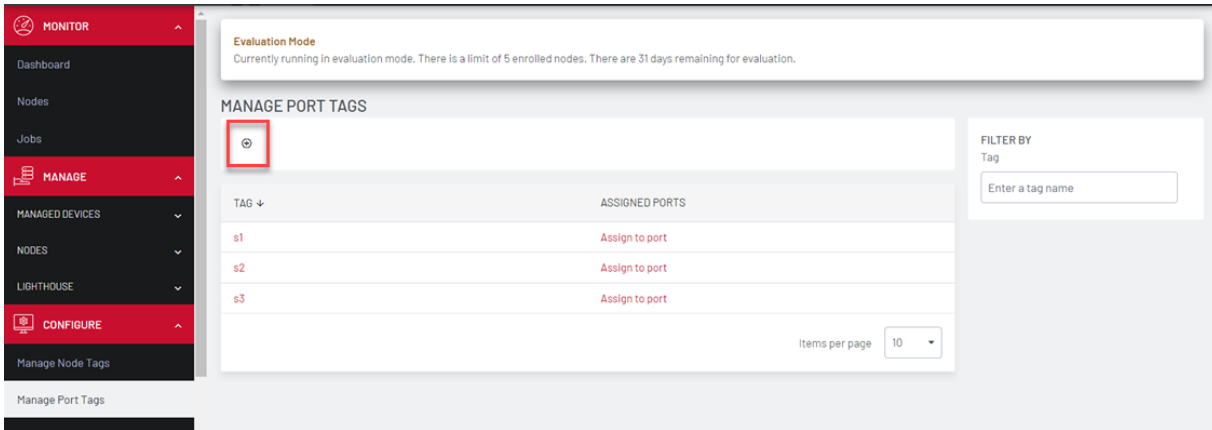 MONITOR
Dashboard
Nodes
Jobs
MANAGE
MANAGED DEVICES
NODES
LIGHTHOUSE
CONFIGURE
Manage Node Tags
Manage Port Tags
Evaluation Mode
Currently running in evaluation mode. There is a limit of 5 enrolled nodes. There are 31 days remaining for evaluation.
MANAGE PORT TAGS
TAG ASSIGNED PORTS
s1 Assign to port
s2 Assign to port
s3 Assign to port
Items per page 10
FILTER BY
Tag
Enter a tag name